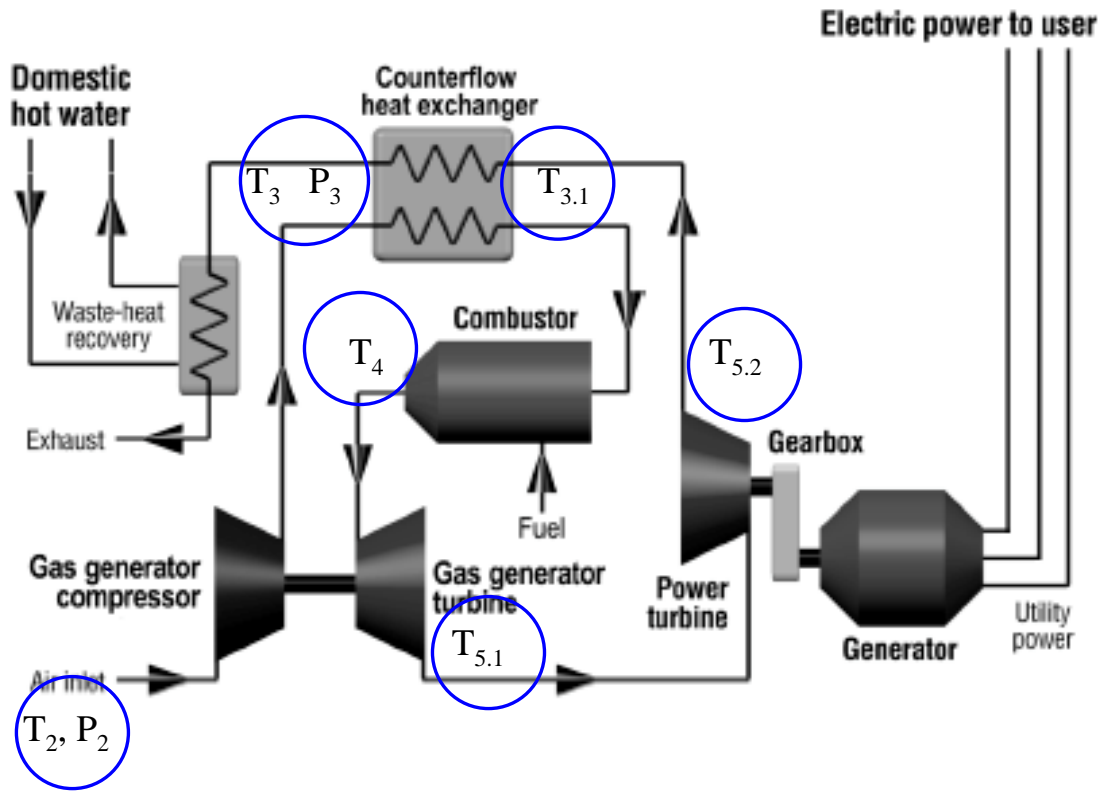 Electric power to user
Domestic
hot water
Counterflow
heat exchanger
T3 P3
T3.1
Waste-heat
recovery
Combustor
T4
T5.2
Exhaust
Gearbox
Fuel
Gas generator
compressor
Gas generator
turbine
Power
turbine
Utility
power
Generator
T5.1
Air inlet
T2, P2